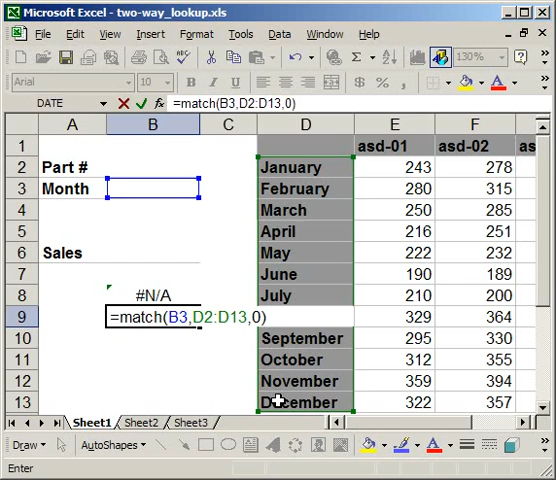 Microsoft Excel - two-way_lookup.xls
File Edit View Insert Format Tools Data Window
130%
Arial 10 B I U $ %
DATE fx =match(B3,D2:D13,0)
A B C D E F
1 asd-01 asd-02 as
2 Part # January 243 278
3 Month February 280 315
4 March 250 285
5 April 216 251
6 Sales May 222 232
7 June 190 189
8 #N/A July 210 200
9 =match(B3,D2:D13,0) 329 364
10 September 295 330
11 October 312 355
12 November 359 394
13 December 322 357
Sheet1 Sheet2 Sheet3
Draw AutoShapes
Enter